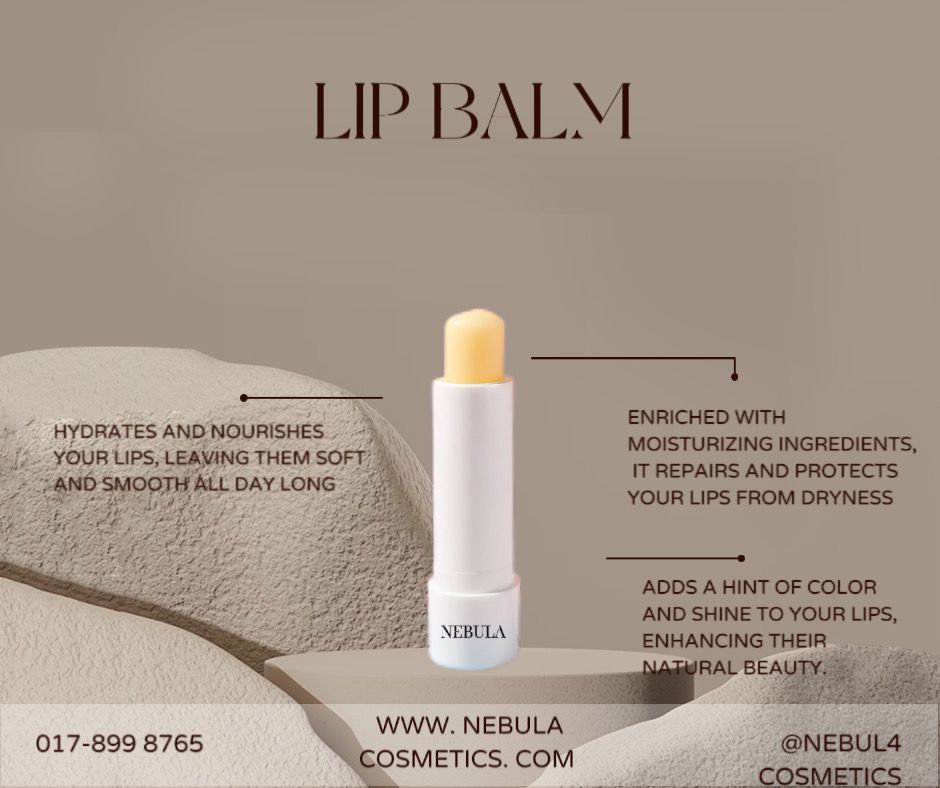 LIP BALM
HYDRATES AND NOURISHES
YOUR LIPS, LEAVING THEM SOFT
AND SMOOTH ALL DAY LONG
ENRICHED WITH
MOISTURIZING INGREDIENTS,
IT REPAIRS AND PROTECTS
YOUR LIPS FROM DRYNESS
ADDS A HINT OF COLOR
AND SHINE TO YOUR LIPS,
ENHANCING THEIR
NATURAL BEAUTY.
NEBULA
017-899 8765
WWW. NEBULA
COSMETICS. COM
@NEBUL4
COSMETICS